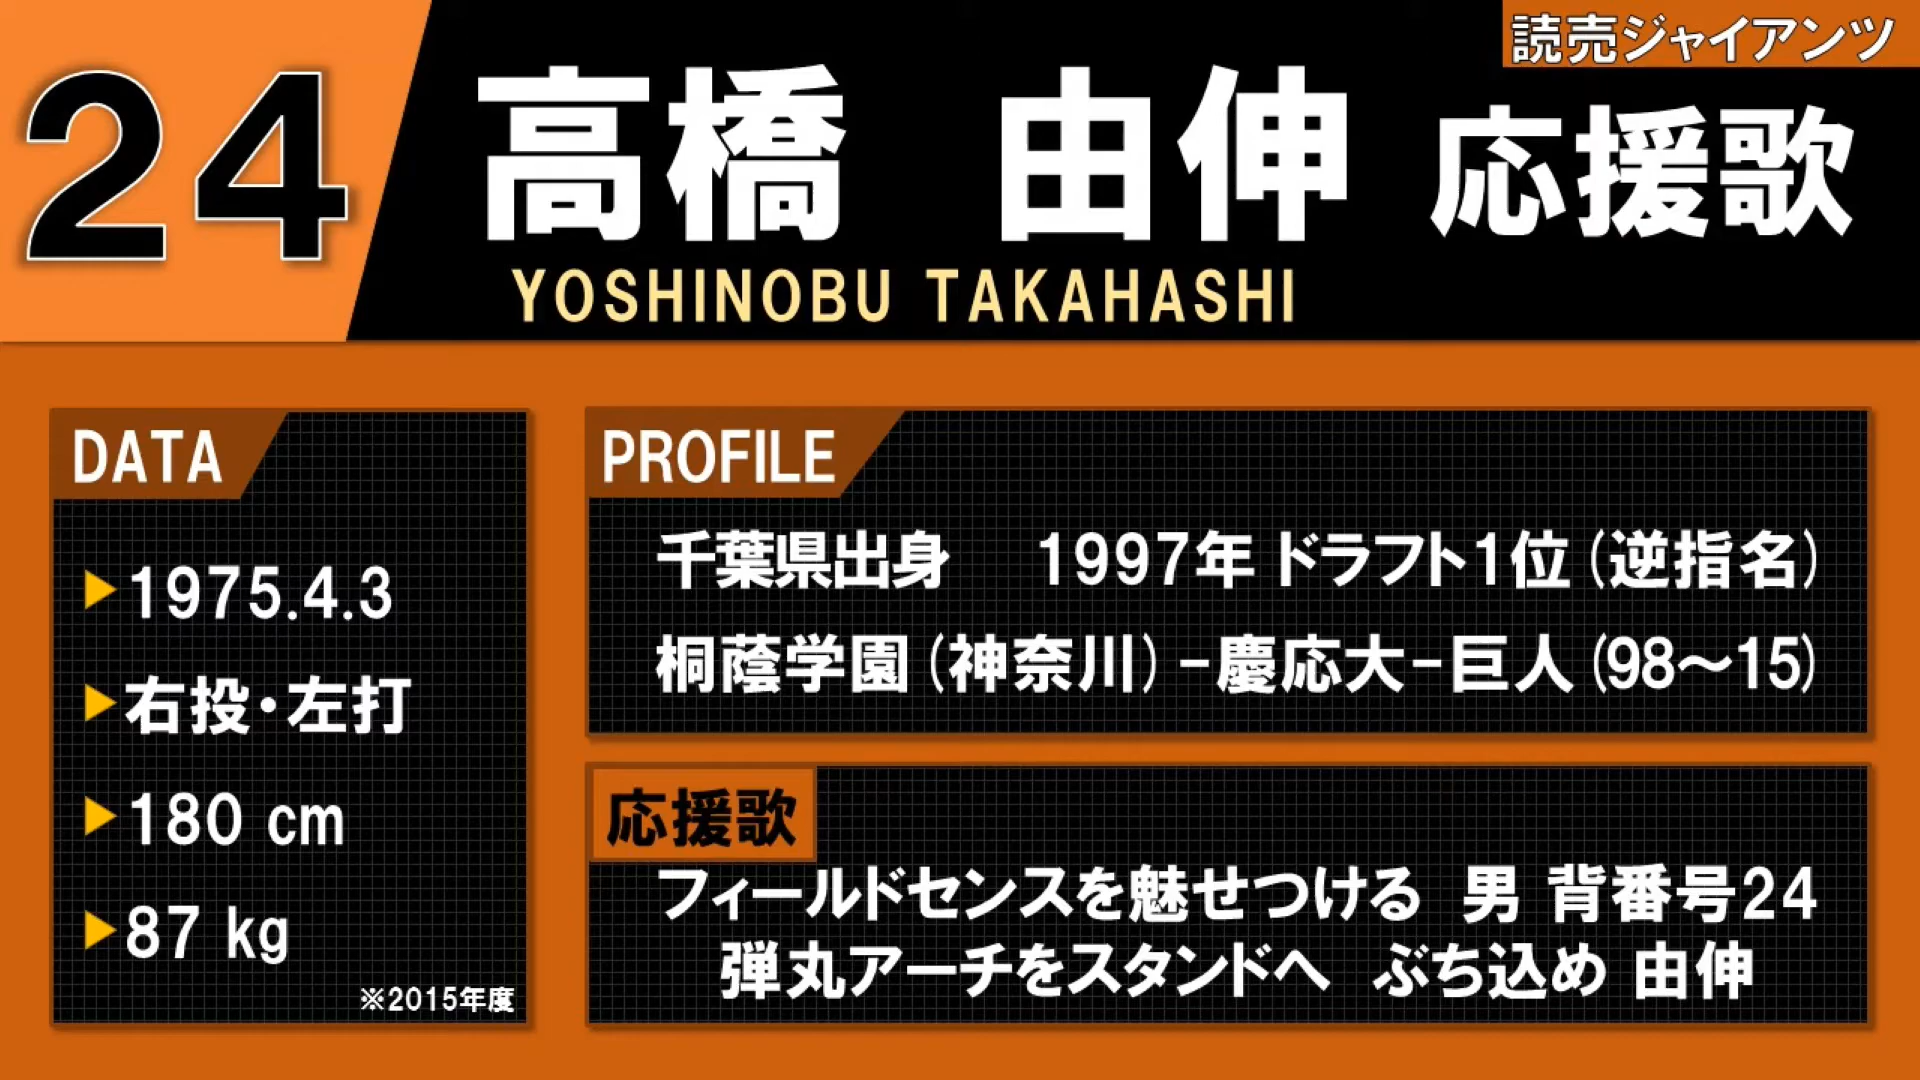 24
高橋 由伸 応援歌
読売ジャイアンツ
YOSHINOBU TAKAHASHI
DATA
▶1975.4.3
▶右投・左打
▶180 cm
▶87 kg
※2015年度
PROFILE
千葉県出身 1997年 ドラフト1位(逆指名)
桐蔭学園(神奈川)-慶応大-巨人(98～15)
応援歌
フィールドセンスを魅せつける 男 背番号24
弾丸アーチをスタンドへ ぶち込め 由伸